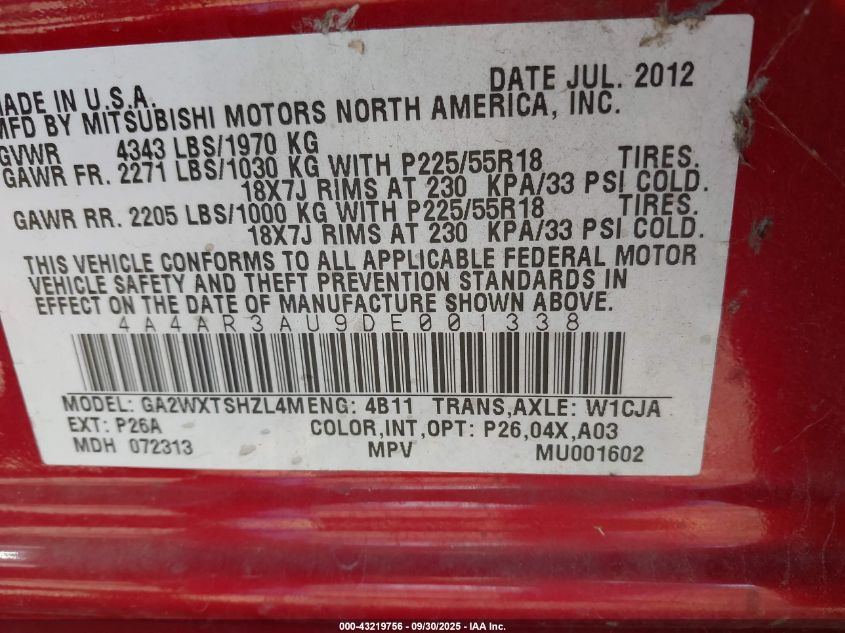 DATE JUL. 2012
MADE IN U.S.A.
MFD BY MITSUBISHI MOTORS NORTH AMERICA, INC.
GVWR 4343 LBS/1970 KG
GAWR FR. 2271 LBS/1030 KG WITH P225/55R18 TIRES.
18X7J RIMS AT 230 KPA/33 PSI COLD.
GAWR RR. 2205 LBS/1000 KG WITH P225/55R18 TIRES.
18X7J RIMS AT 230 KPA/33 PSI COLD.
THIS VEHICLE CONFORMS TO ALL APPLICABLE FEDERAL MOTOR
VEHICLE SAFETY AND THEFT PREVENTION STANDARDS IN
EFFECT ON THE DATE OF MANUFACTURE SHOWN ABOVE.
4A4AR3AU9DE001338
MODEL: GA2WXTSHZL4M ENG: 4B11 TRANS,AXLE: W1CJA
EXT: P26A COLOR,INT,OPT: P26,04X,A03
MDH 072313 MPV MU001602
000-43219756 - 09/30/2025 - IAA Inc.